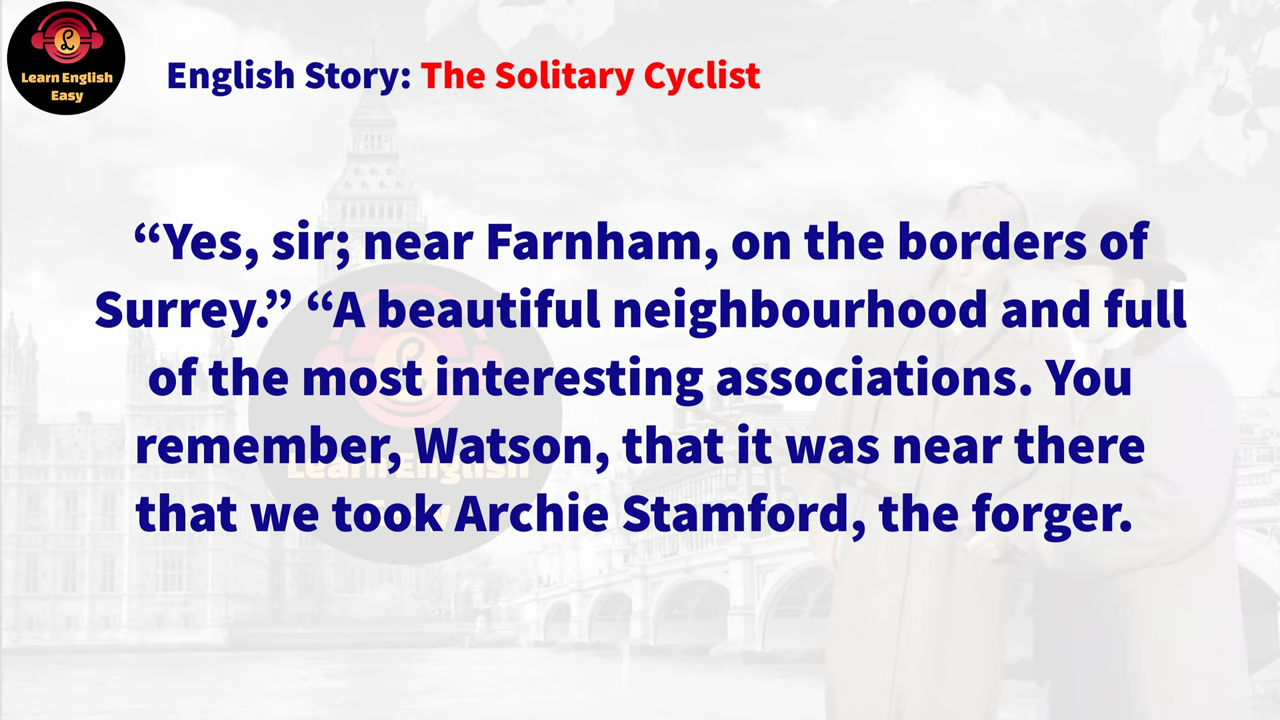 Learn English
Easy
English Story: The Solitary Cyclist
“Yes, sir; near Farnham, on the borders of
Surrey.” “A beautiful neighbourhood and full
of the most interesting associations. You
remember, Watson, that it was near there
that we took Archie Stamford, the forger.
Learn English